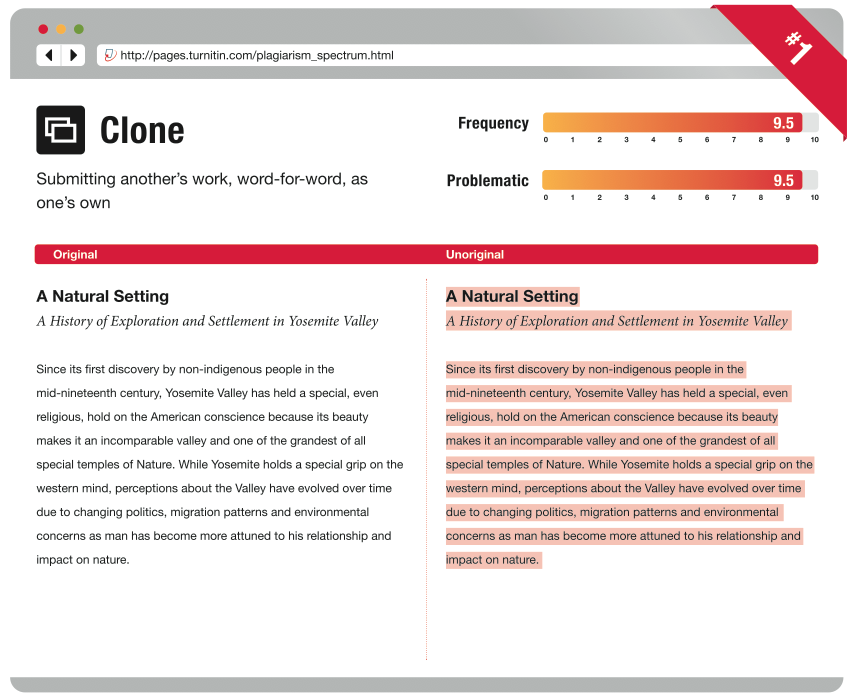 http://pages.turnitin.com/plagiarism_spectrum.html
#1
Clone
Submitting another's work, word-for-word, as
one's own
Frequency
9.5
0 1 2 3 4 5 6 7 8 9 10
Problematic
9.5
0 1 2 3 4 5 6 7 8 9 10
Original
Unoriginal
A Natural Setting
A History of Exploration and Settlement in Yosemite Valley
Since its first discovery by non-indigenous people in the
mid-nineteenth century, Yosemite Valley has held a special, even
religious, hold on the American conscience because its beauty
makes it an incomparable valley and one of the grandest of all
special temples of Nature. While Yosemite holds a special grip on the
western mind, perceptions about the Valley have evolved over time
due to changing politics, migration patterns and environmental
concerns as man has become more attuned to his relationship and
impact on nature.
A Natural Setting
A History of Exploration and Settlement in Yosemite Valley
Since its first discovery by non-indigenous people in the
mid-nineteenth century, Yosemite Valley has held a special, even
religious, hold on the American conscience because its beauty
makes it an incomparable valley and one of the grandest of all
special temples of Nature. While Yosemite holds a special grip on the
western mind, perceptions about the Valley have evolved over time
due to changing politics, migration patterns and environmental
concerns as man has become more attuned to his relationship and
impact on nature.